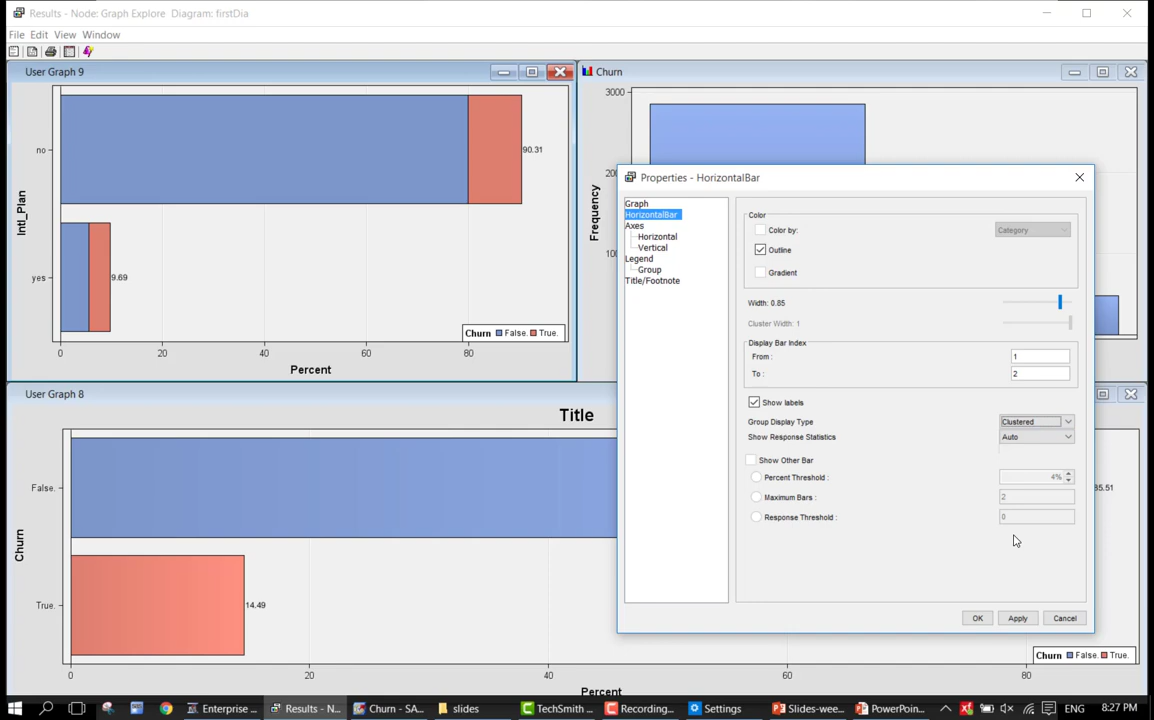 Results - Node: Graph Explore Diagram: firstDia
File Edit View Window
User Graph 9
Churn
no
90.31
Intl_Plan
yes
9.69
Churn False. True.
0 20 40 60 80
Percent
3000
Frequency
Properties - HorizontalBar
Graph
HorizontalBar
Axes
Horizontal
Vertical
Legend
Group
Title/Footnote
Color
Color by:
Category
Outline
Gradient
Width: 0.85
Cluster Width: 1
Display Bar Index
From :
1
To :
2
Show labels
Group Display Type
Clustered
Show Response Statistics
Auto
Show Other Bar
Percent Threshold :
4%
Maximum Bars :
2
Response Threshold :
0
OK Apply Cancel
User Graph 8
Title
False.
Churn
True.
14.49
Churn False. True.
0 20 40 60 80
Percent
Enterprise ...
Results - N...
Churn - SA...
slides
TechSmith ...
Recording...
Settings
Slides-wee...
PowerPoin...
ENG
8:27 PM